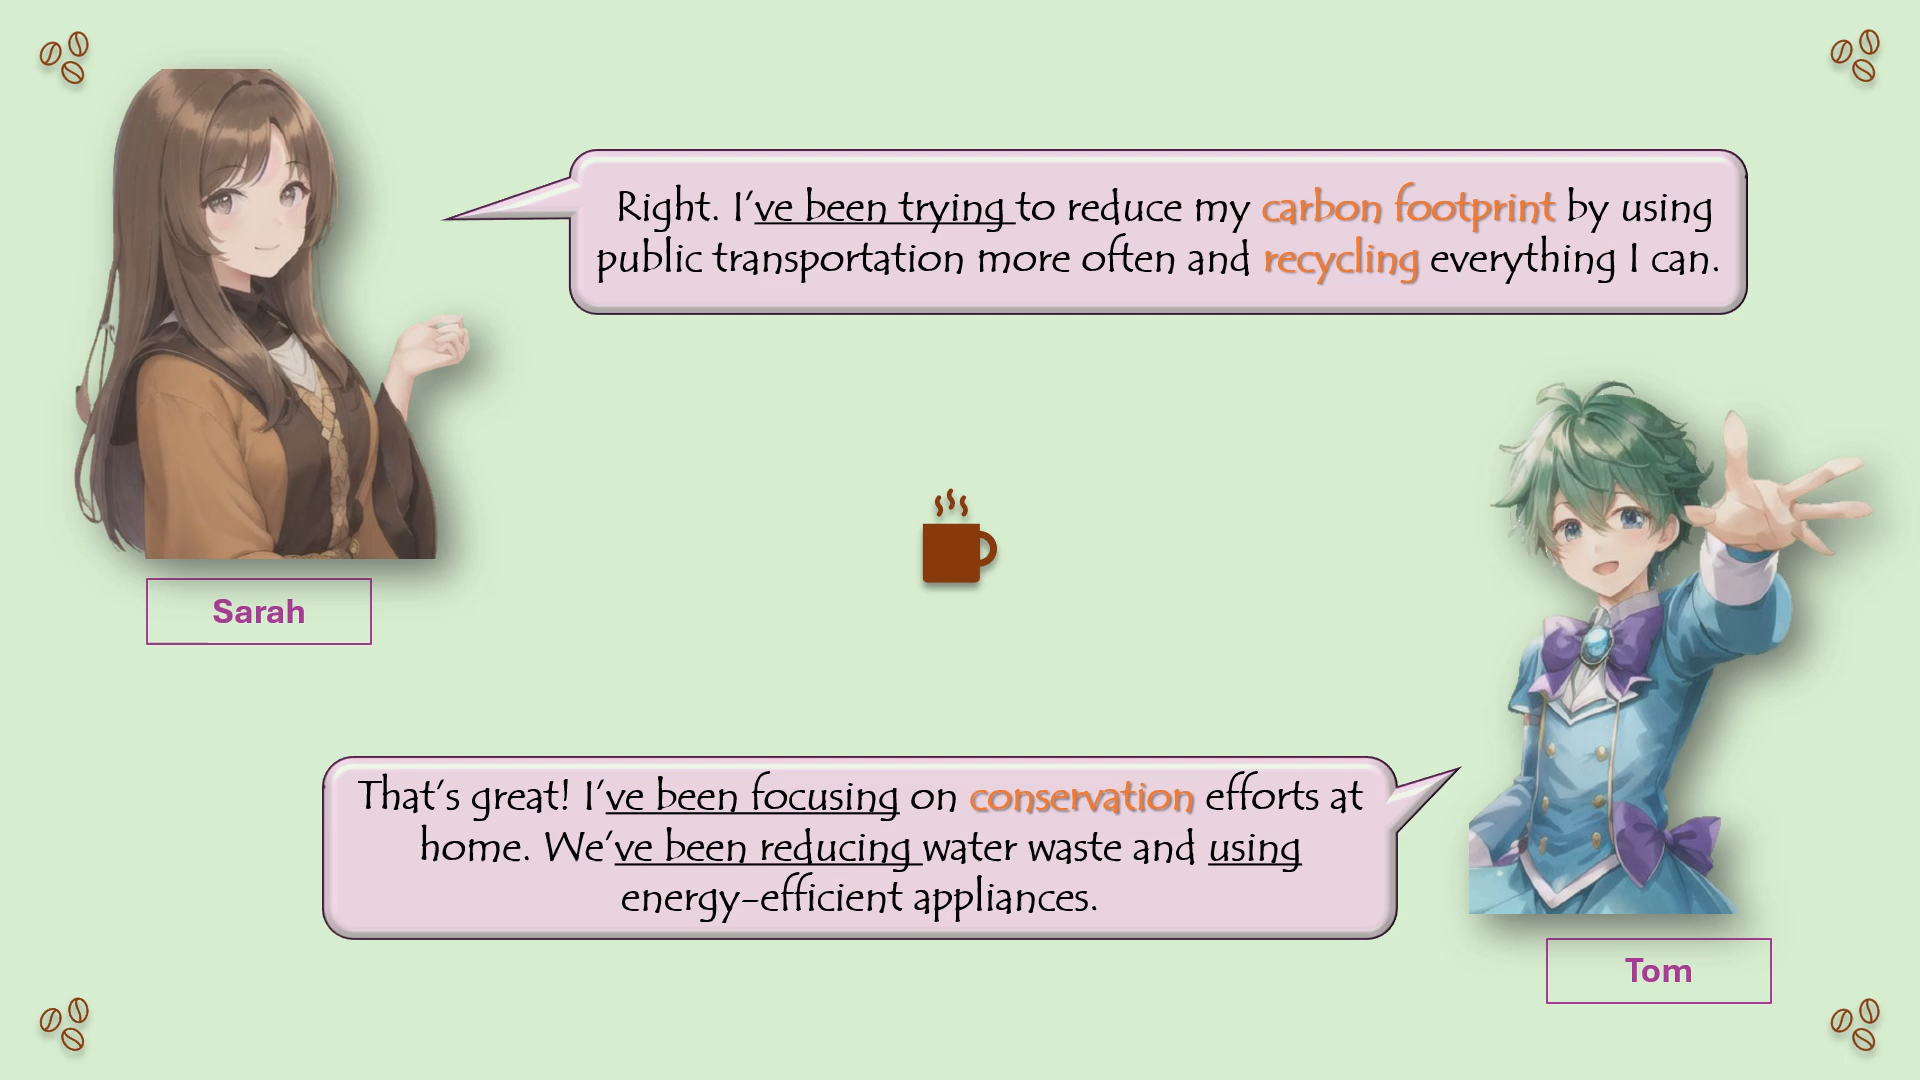 Right. I've been trying to reduce my carbon footprint by using
public transportation more often and recycling everything I can.
Sarah
That's great! I've been focusing on conservation efforts at
home. We've been reducing water waste and using
energy-efficient appliances.
Tom